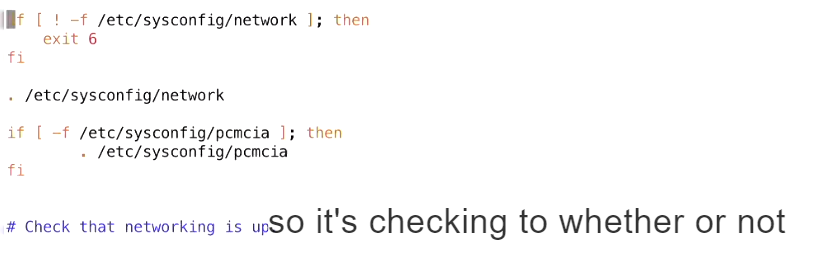 if [ ! -f /etc/sysconfig/network ]; then
    exit 6
fi
. /etc/sysconfig/network
if [ -f /etc/sysconfig/pcmcia ]; then
        . /etc/sysconfig/pcmcia
fi
# Check that networking is up
so it's checking to whether or not